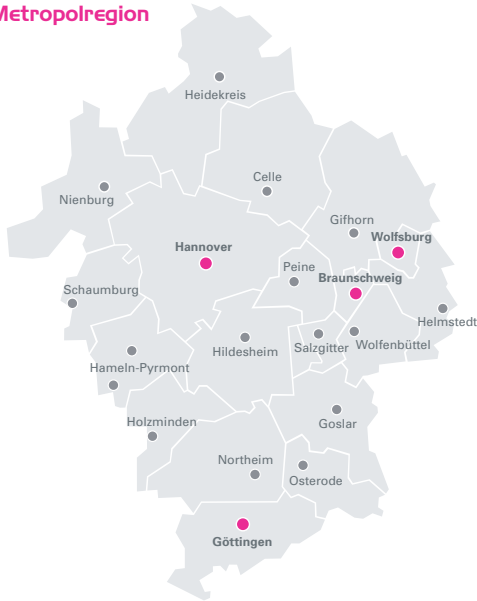 Metropolregion
Heidekreis
Celle
Nienburg
Gifhorn
Wolfsburg
Hannover
Peine
Braunschweig
Schaumburg
Helmstedt
Hildesheim
Salzgitter
Wolfenbüttel
Hameln-Pyrmont
Holzminden
Goslar
Northeim
Osterode
Göttingen